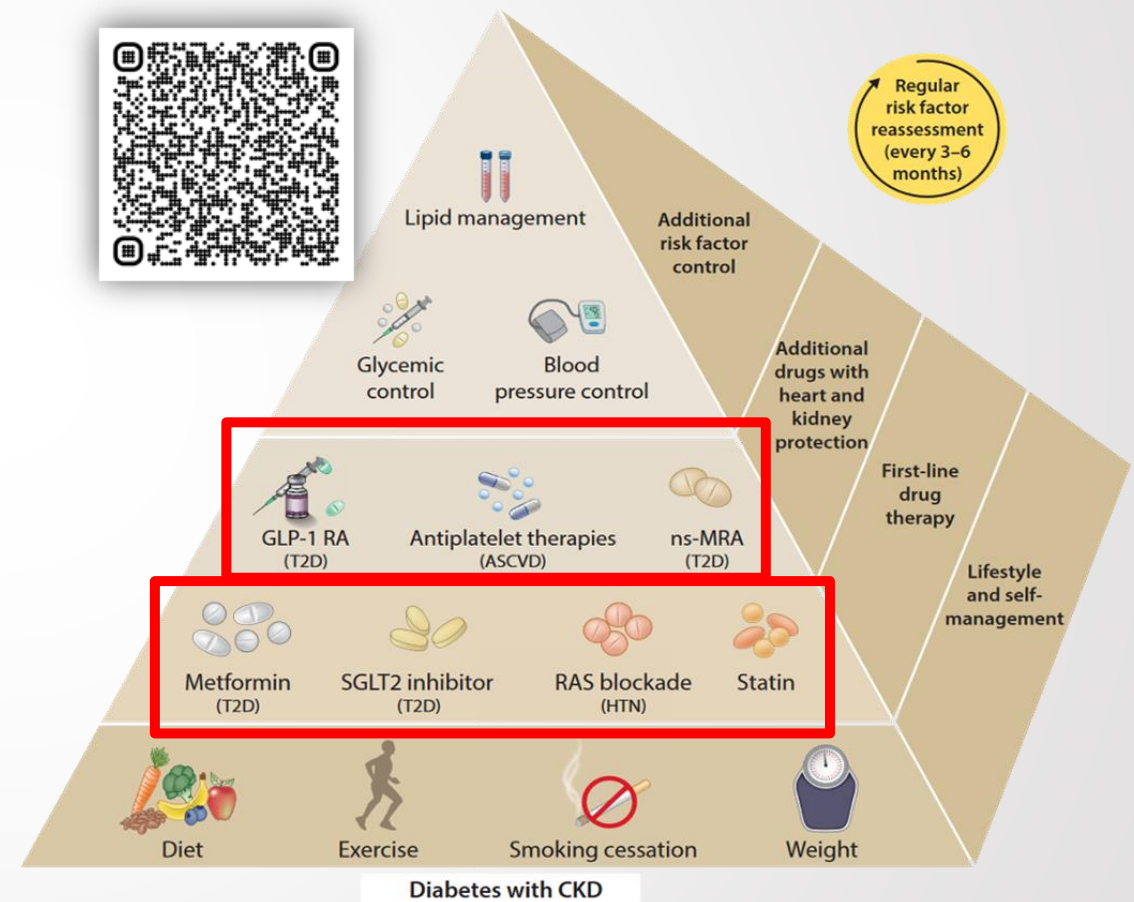 Regular
risk factor
reassessment
(every 3–6
months)
Lipid management
Additional
risk factor
control
Glycemic
control
Blood
pressure control
Additional
drugs with
heart and
kidney
protection
GLP-1 RA
(T2D)
Antiplatelet therapies
(ASCVD)
ns-MRA
(T2D)
First-line
drug
therapy
Metformin
(T2D)
SGLT2 inhibitor
(T2D)
RAS blockade
(HTN)
Statin
Lifestyle
and self-
management
Diet
Exercise
Smoking cessation
Weight
Diabetes with CKD